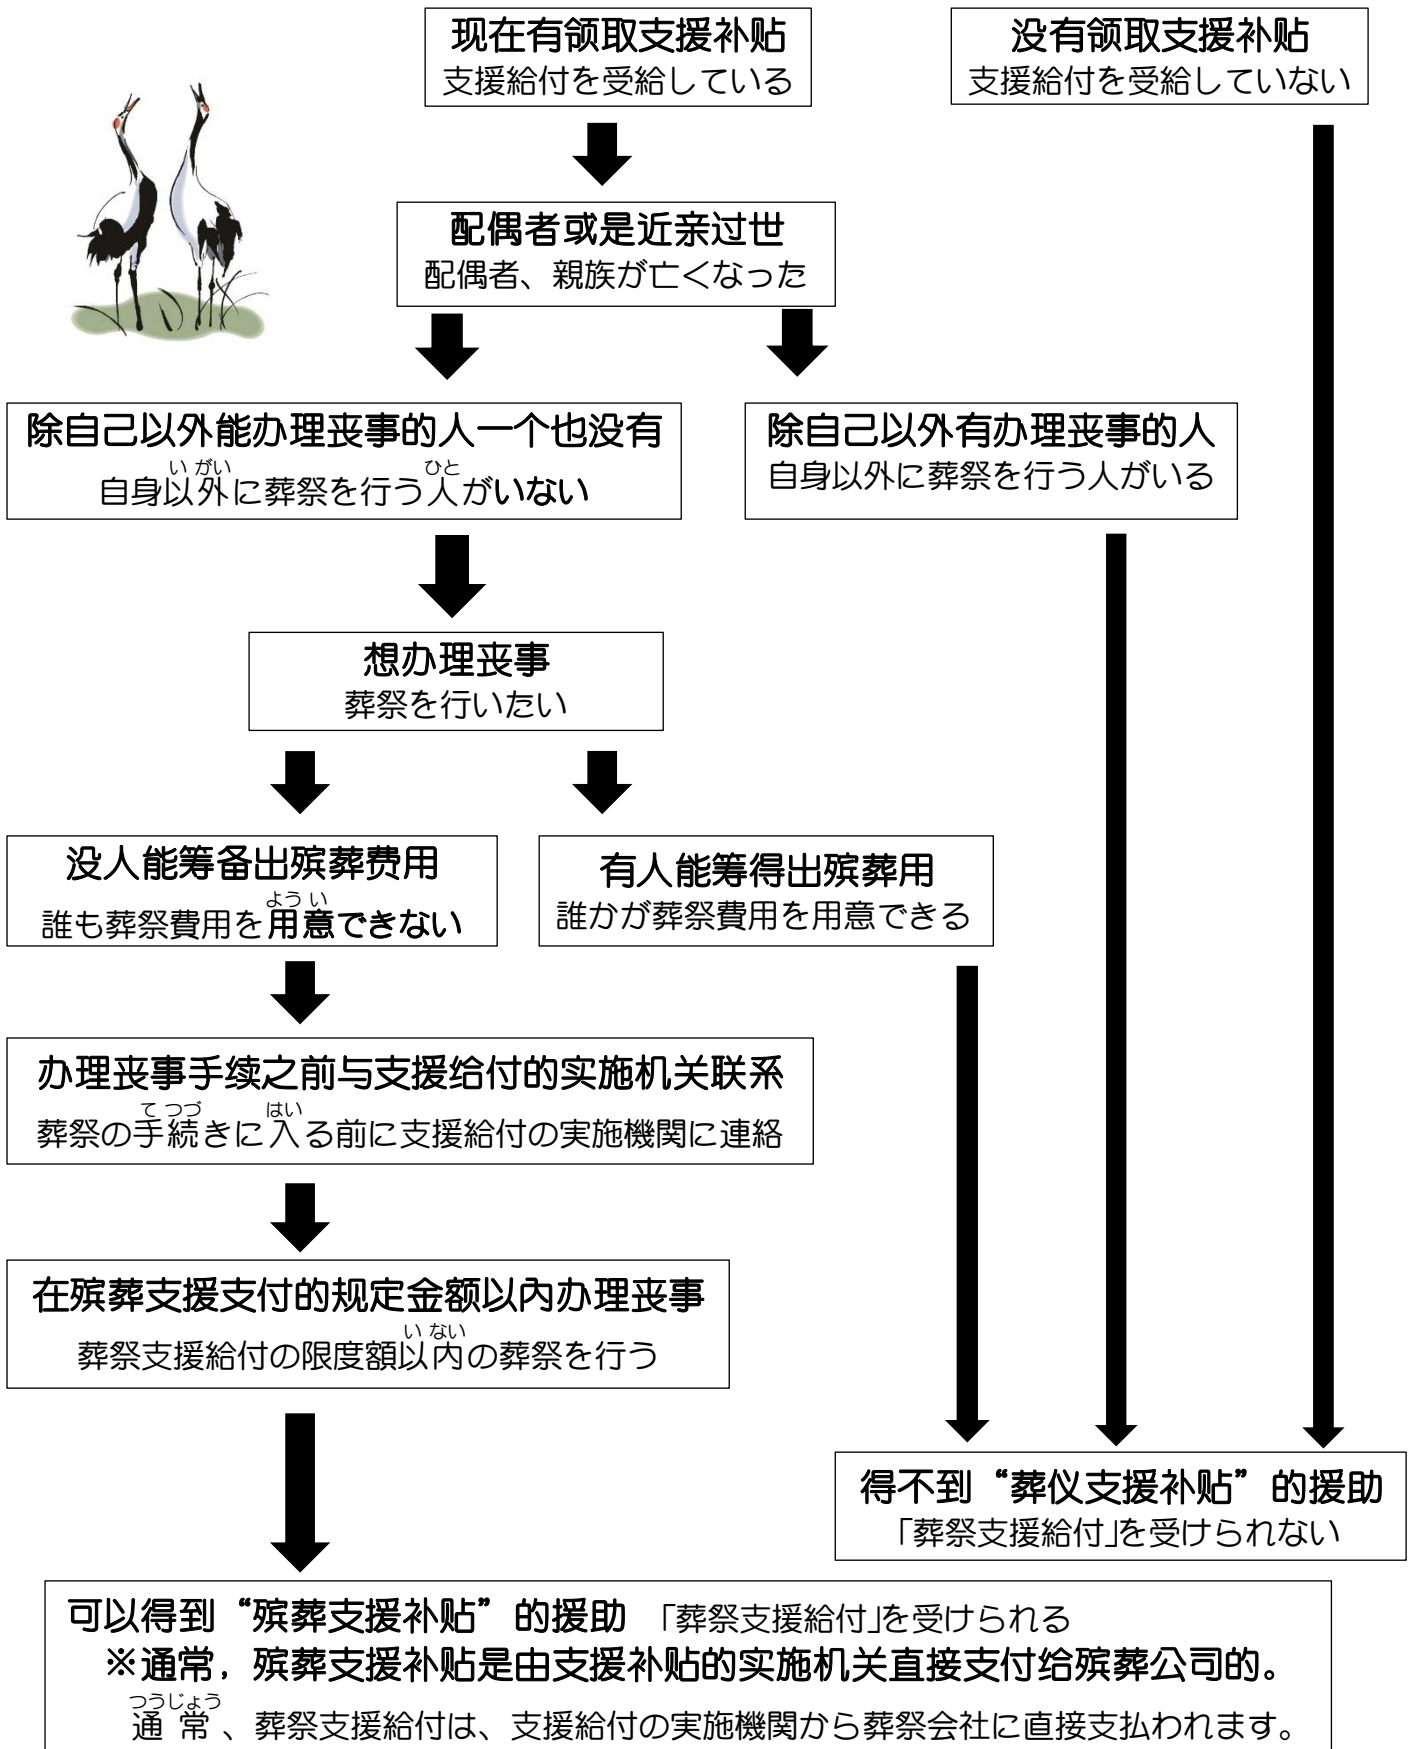 现在有领取支援补贴
支援給付を受給している
没有领取支援补贴
支援給付を受給していない
配偶者或是近亲过世
配偶者、親族が亡くなった
除自己以外能办理丧事的人一个也没有
い がい ひと
自身以外に葬祭を行う人がいない
除自己以外有办理丧事的人
自身以外に葬祭を行う人がいる
想办理丧事
葬祭を行いたい
没人能筹备出殡葬费用
よう い
誰も葬祭費用を用意できない
有人能筹得出殡葬用
誰かが葬祭費用を用意できる
办理丧事手续之前与支援给付的实施机关联系
て つづ はい
葬祭の手続きに入る前に支援給付の実施機関に連絡
在殡葬支援支付的规定金额以内办理丧事
い ない
葬祭支援給付の限度額以内の葬祭を行う
得不到“葬仪支援补贴”的援助
「葬祭支援給付」を受けられない
可以得到“殡葬支援补贴”的援助 「葬祭支援給付」を受けられる
※通常，殡葬支援补贴是由支援补贴的实施机关直接支付给殡葬公司的。
つうじょう
通常、葬祭支援給付は、支援給付の実施機関から葬祭会社に直接支払われます。